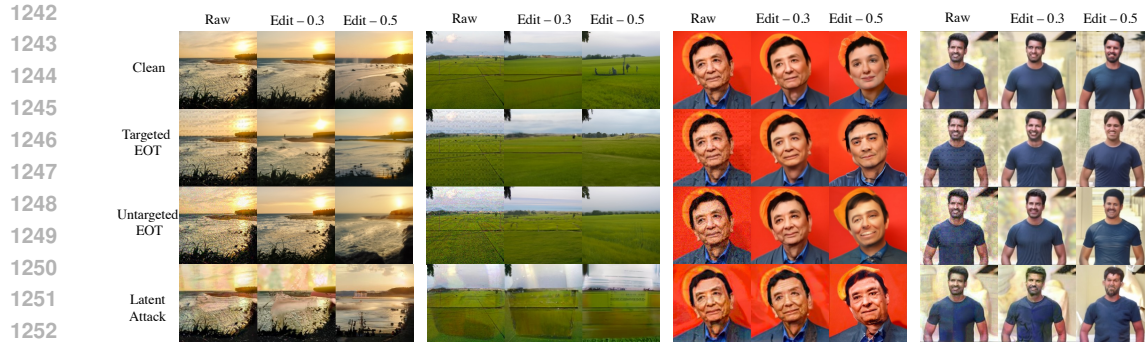 1242
Raw Edit – 0.3 Edit – 0.5 Raw Edit – 0.3 Edit – 0.5 Raw Edit – 0.3 Edit – 0.5 Raw Edit – 0.3 Edit – 0.5
1243
1244
Clean
1245
1246
Targeted
EOT
1247
1248
Untargeted
EOT
1249
1250
1251
Latent
Attack
1252